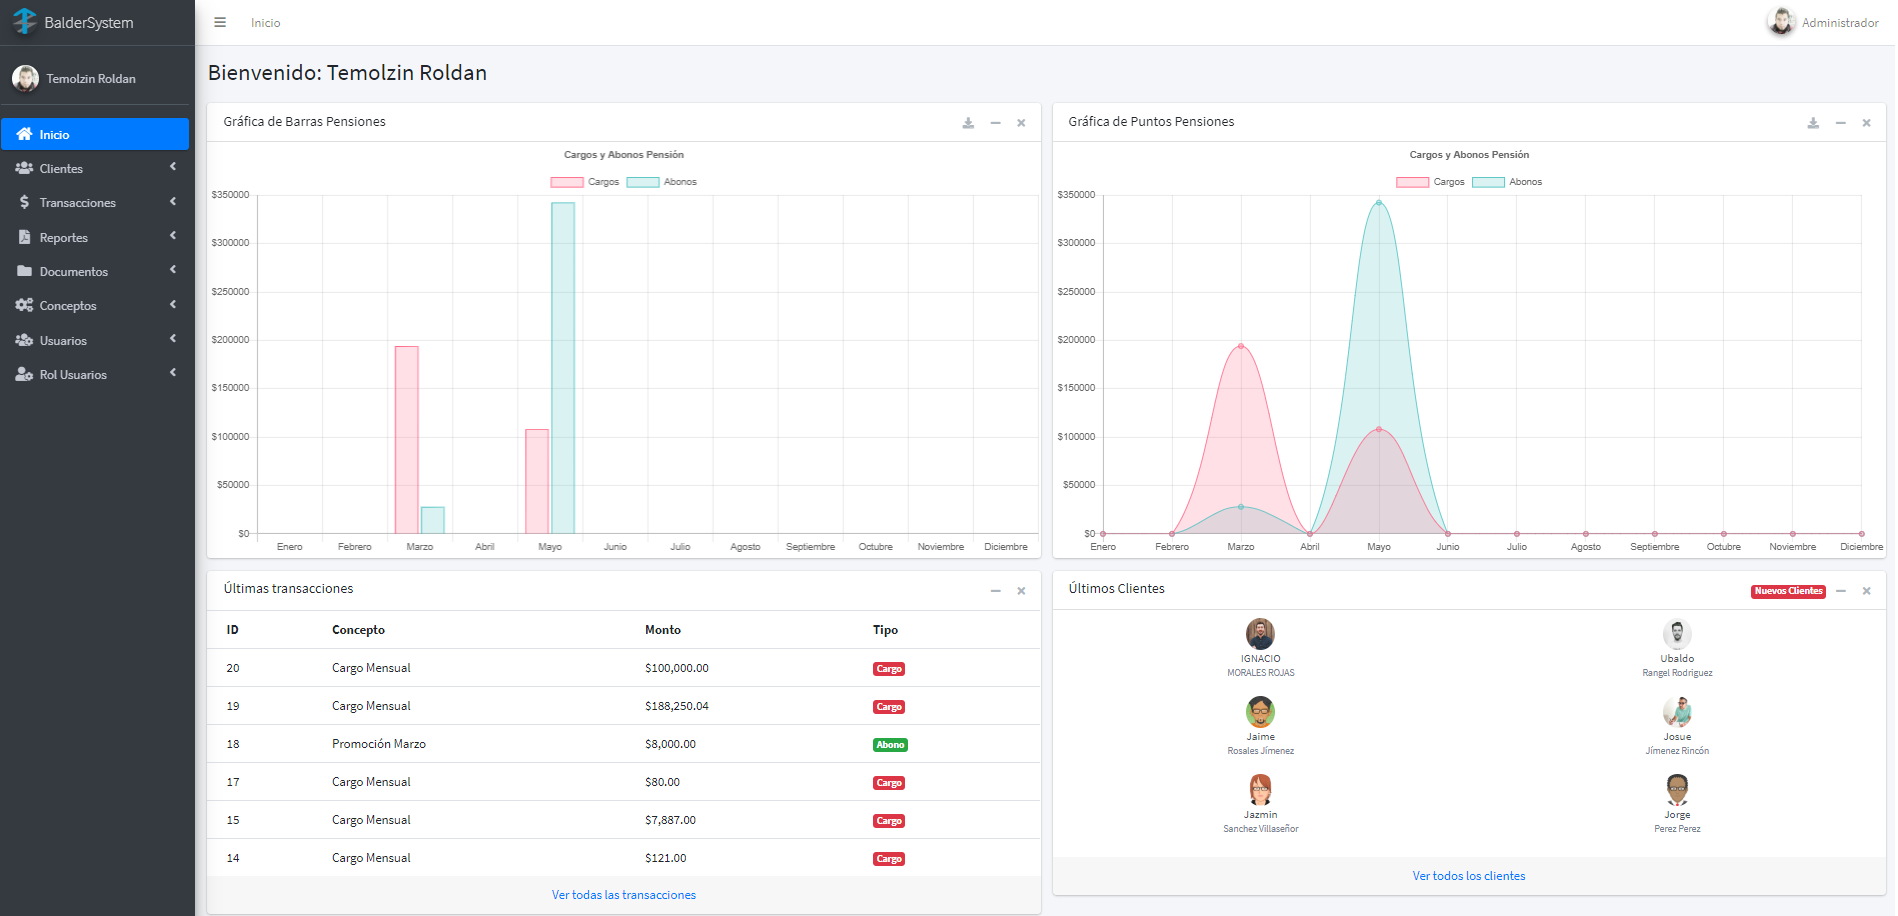 BalderSystem
Inicio
Administrador
Temolzin Roldan
Inicio
Clientes
Transacciones
Reportes
Documentos
Conceptos
Usuarios
Rol Usuarios
Bienvenido: Temolzin Roldan
Gráfica de Barras Pensiones
Cargos y Abonos Pensión
Cargos Abonos
$350000
$300000
$250000
$200000
$150000
$100000
$50000
$0
Enero Febrero Marzo Abril Mayo Junio Julio Agosto Septiembre Octubre Noviembre Diciembre
Gráfica de Puntos Pensiones
Cargos y Abonos Pensión
Cargos Abonos
$350000
$300000
$250000
$200000
$150000
$100000
$50000
$0
Enero Febrero Marzo Abril Mayo Junio Julio Agosto Septiembre Octubre Noviembre Diciembre
Últimas transacciones
ID Concepto Monto Tipo
20 Cargo Mensual $100,000.00 Cargo
19 Cargo Mensual $188,250.04 Cargo
18 Promoción Marzo $8,000.00 Abono
17 Cargo Mensual $80.00 Cargo
15 Cargo Mensual $7,887.00 Cargo
14 Cargo Mensual $121.00 Cargo
Ver todas las transacciones
Últimos Clientes Nuevos Clientes
IGNACIO
MORALES ROJAS
Ubaldo
Rangel Rodriguez
Jaime
Rosales Jímenez
Josue
Jímenez Rincón
Jazmin
Sanchez Villaseñor
Jorge
Perez Perez
Ver todos los clientes